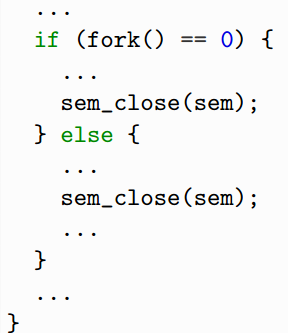 ...
if (fork() == 0) {
...
sem_close(sem);
} else {
...
sem_close(sem);
...
}
...
}